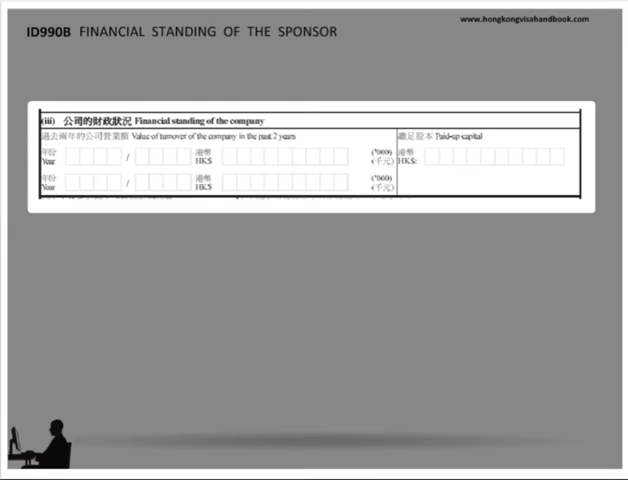 www.hongkongvisahandbook.com
ID990B FINANCIAL STANDING OF THE SPONSOR
(iii) 公司的財政狀況 Financial standing of the company
過去兩年的公司營業額 Value of turnover of the company in the past 2 years
繳足股本 Paid-up capital
年份 / 港幣 ('000) 港幣
Year HK$ (千元) HK$:
年份 / 港幣 ('000)
Year HK$ (千元)